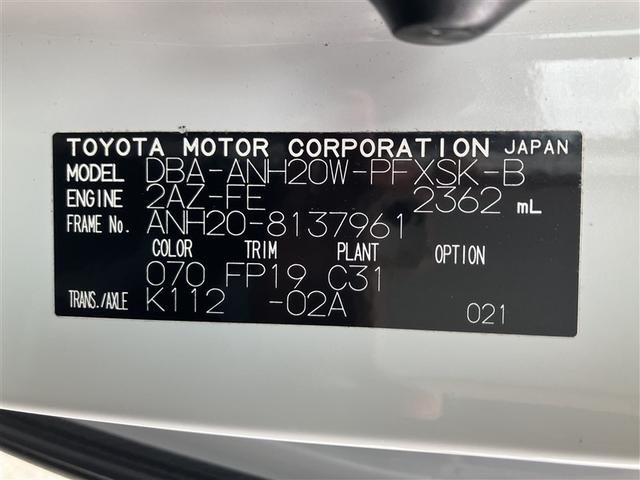 TOYOTA MOTOR CORPORATION JAPAN
MODEL DBA-ANH20W-PFXSK-B
ENGINE 2AZ-FE 2362 mL
FRAME No. ANH20-8137961
COLOR TRIM PLANT OPTION
070 FP19 C31
TRANS./AXLE K112 -02A 021